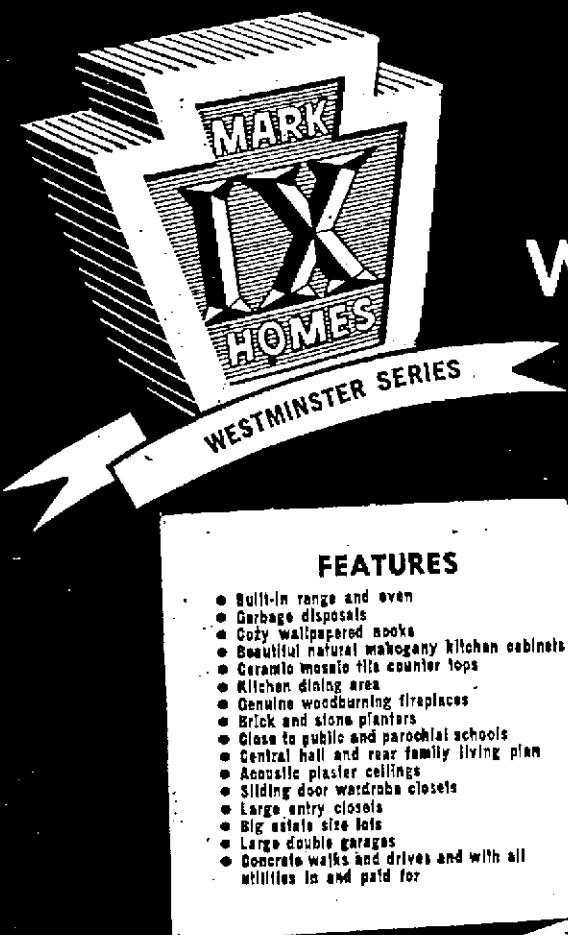 MARK
IX
HOMES
WESTMINSTER SERIES
W
FEATURES
● Built-in range and oven
● Garbage disposals
● Cozy wallpapered nooks
● Beautiful natural mahogany kitchen cabinets
● Ceramic mosaic tile counter tops
● Kitchen dining area
● Genuine woodburning fireplaces
● Brick and stone planters
● Close to public and parochial schools
● Central hall and rear family living plan
● Acoustic plaster ceilings
● Sliding door wardrobe closets
● Large entry closets
● Big estate size lots
● Large double garages
● Concrete walks and drives and with all
utilities in and paid for